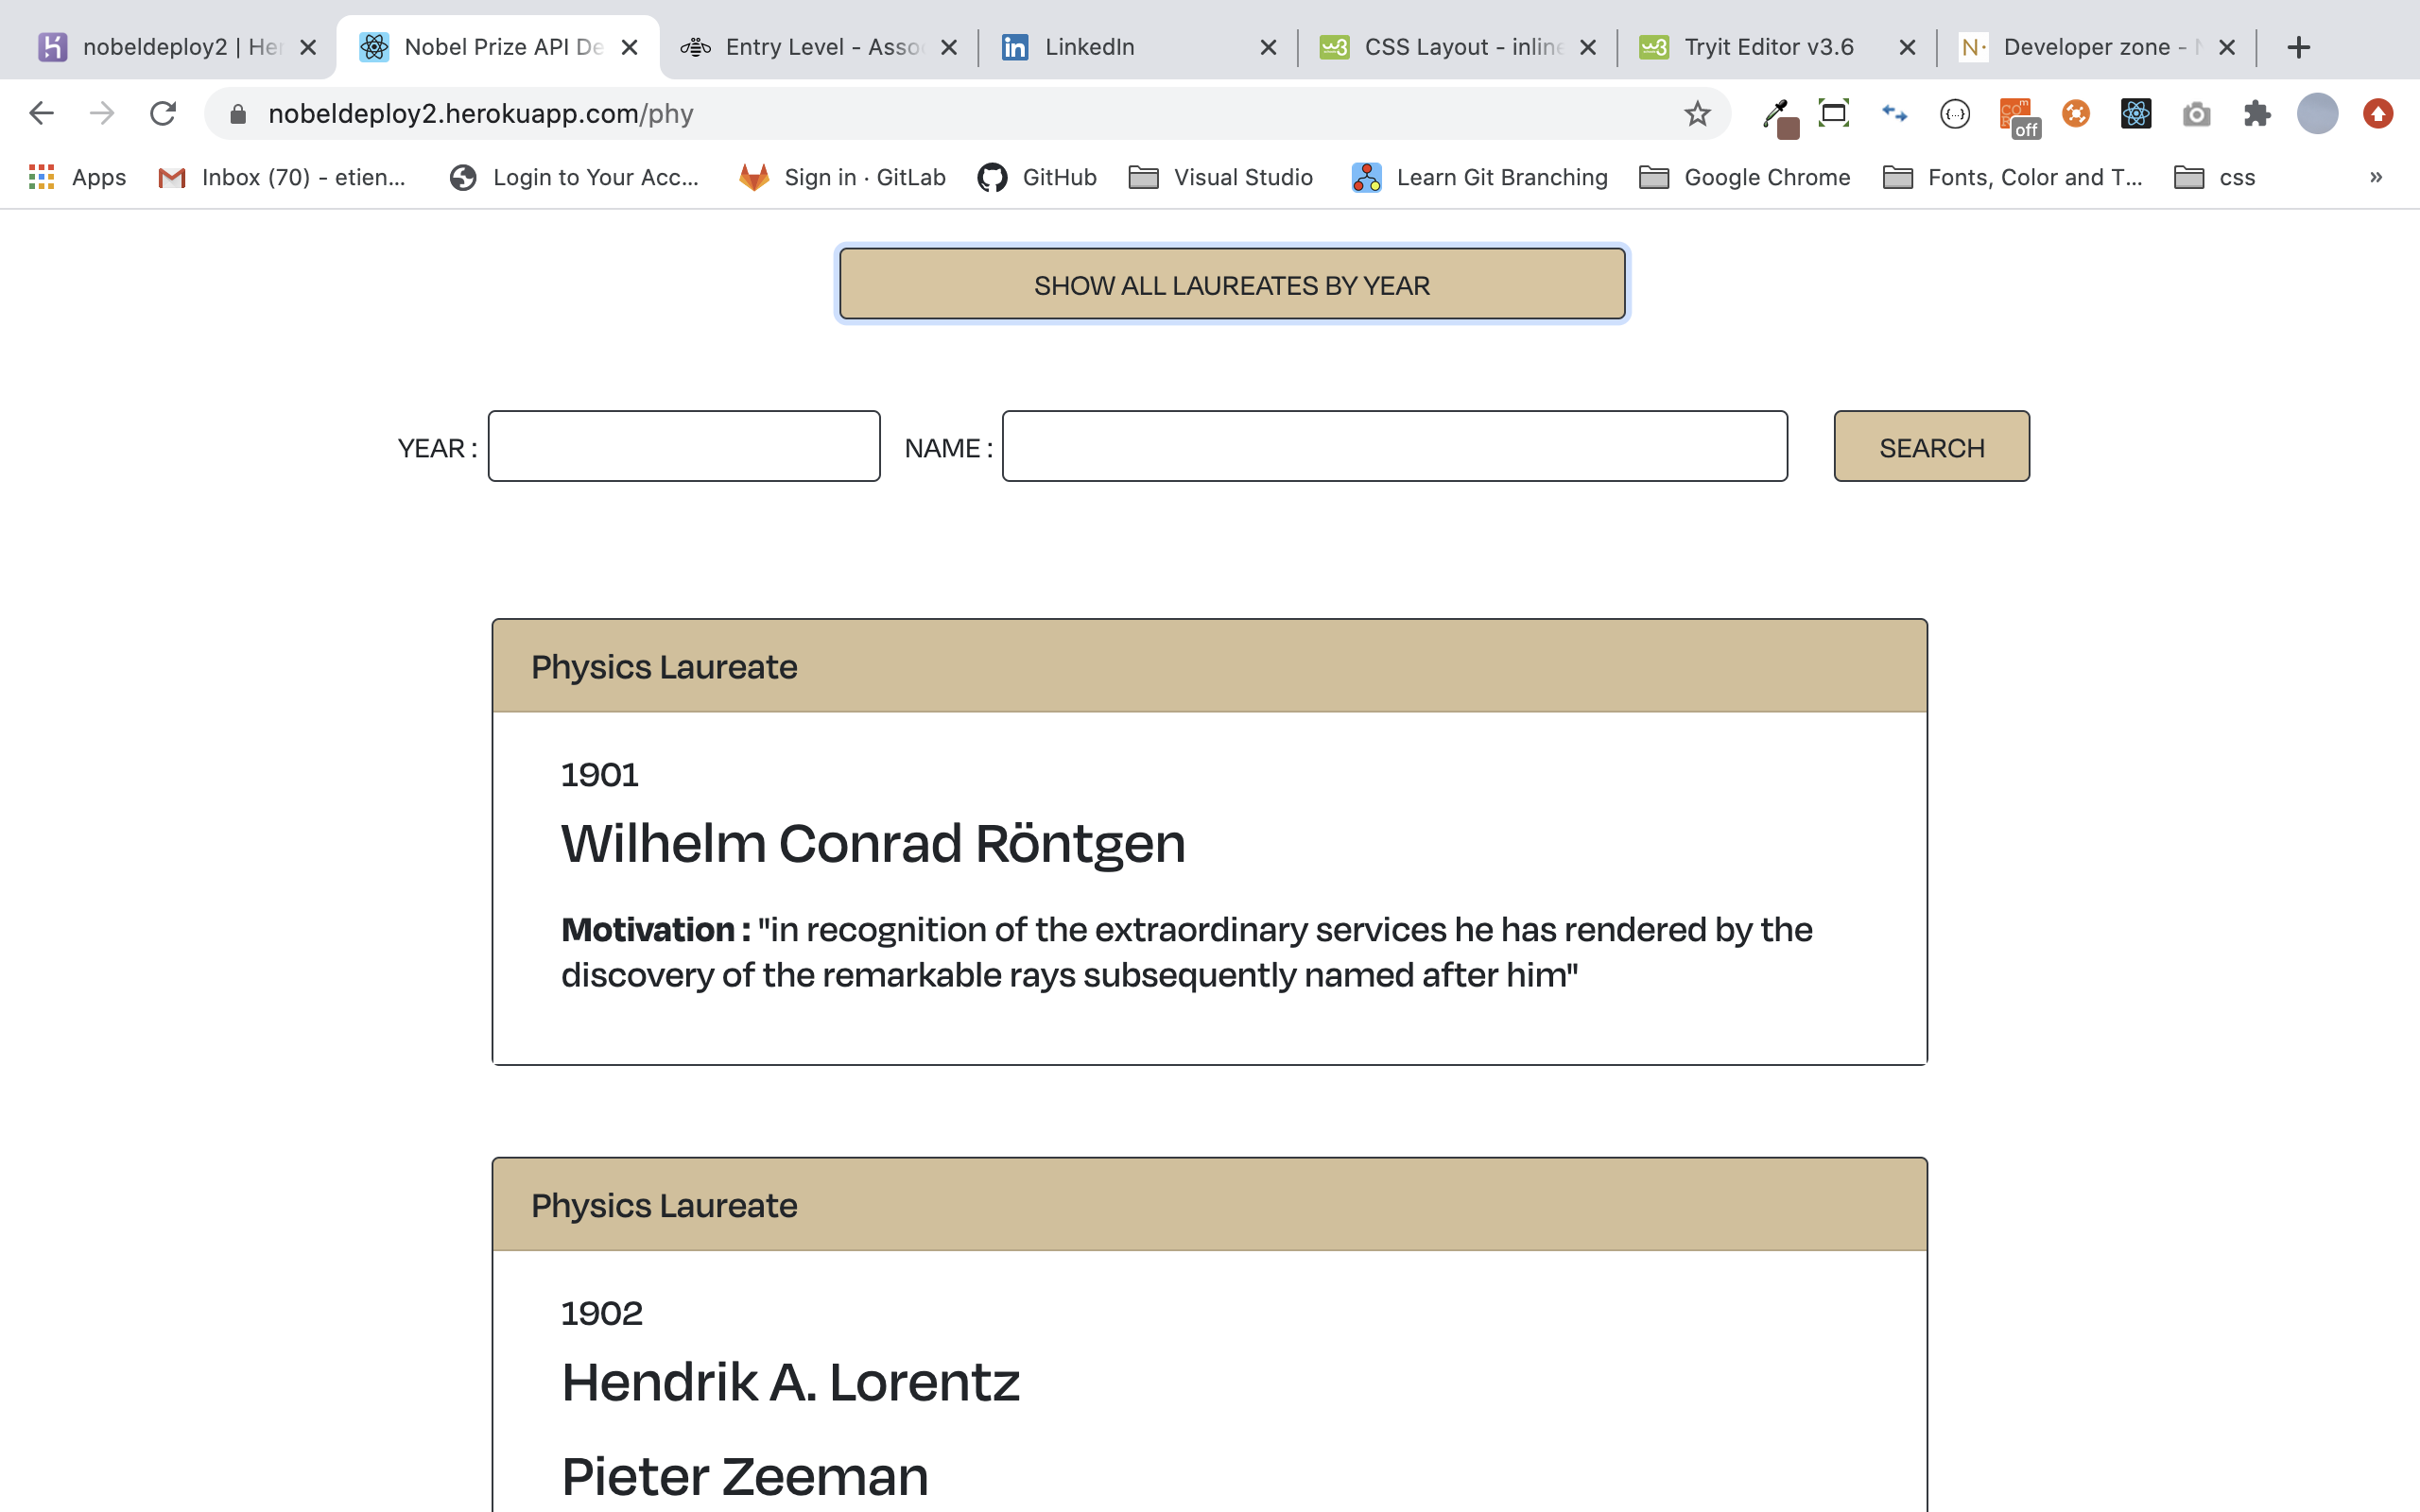 nobeldeploy2 | Her
Nobel Prize API De
Entry Level - Asso
LinkedIn
CSS Layout - inline
Tryit Editor v3.6
Developer zone -
nobeldeploy2.herokuapp.com/phy
off
Apps
Inbox (70) - etien...
Login to Your Acc...
Sign in · GitLab
GitHub
Visual Studio
Learn Git Branching
Google Chrome
Fonts, Color and T...
css
»
SHOW ALL LAUREATES BY YEAR
YEAR :
NAME :
SEARCH
Physics Laureate
1901
Wilhelm Conrad Röntgen
Motivation : "in recognition of the extraordinary services he has rendered by the
discovery of the remarkable rays subsequently named after him"
Physics Laureate
1902
Hendrik A. Lorentz
Pieter Zeeman